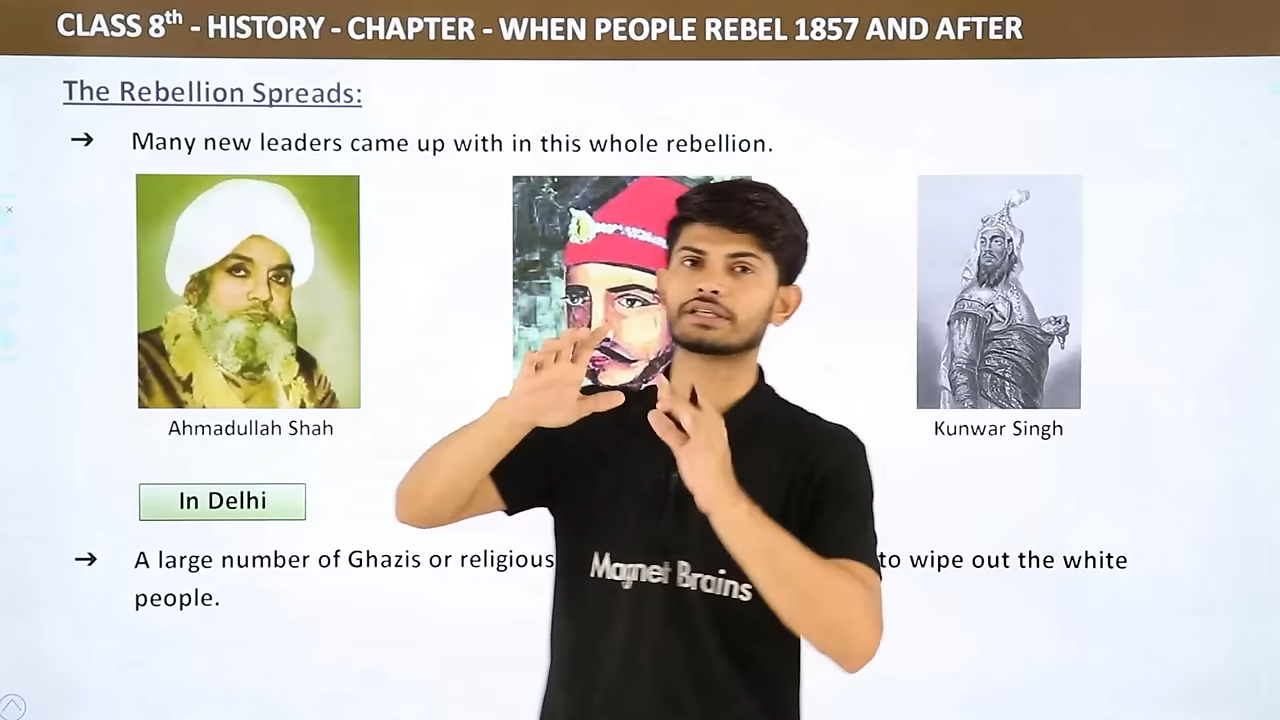 CLASS 8th - HISTORY - CHAPTER - WHEN PEOPLE REBEL 1857 AND AFTER
The Rebellion Spreads:
→ Many new leaders came up with in this whole rebellion.
Ahmadullah Shah
Kunwar Singh
In Delhi
→ A large number of Ghazis or religious to wipe out the white
people.
Magnet Brains